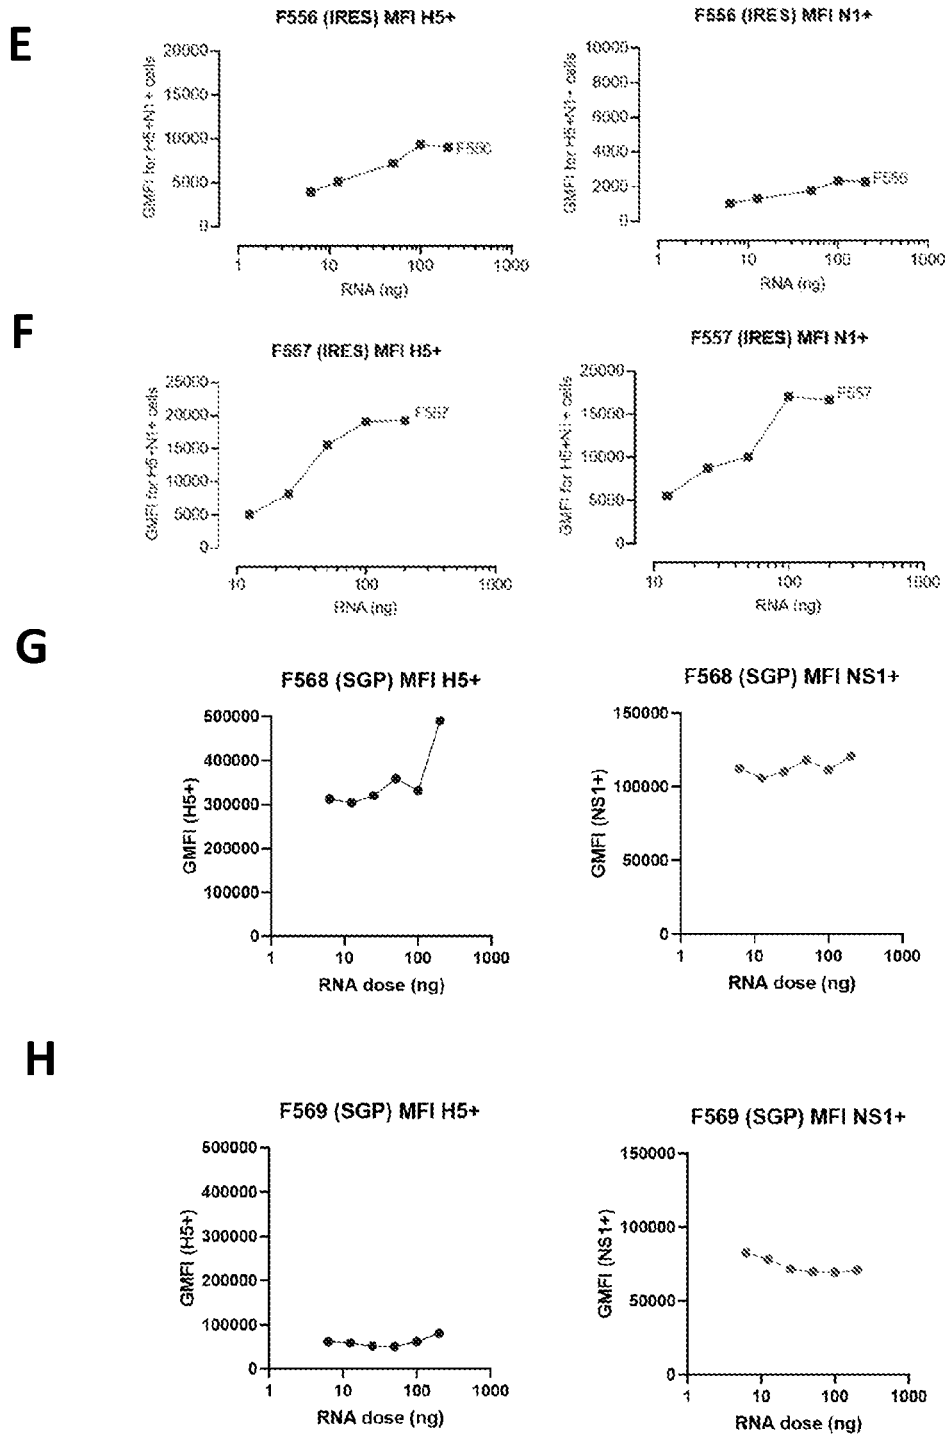 E
F556 (IRES) MFI H5+
GMFI for H5+N1+ cells
20000
15000
10000
5000
0
F556
1 10 100 1000
RNA (ng)
F556 (IRES) MFI N1+
GMFI for H5+N1+ cells
10000
8000
6000
4000
2000
0
F556
1 10 100 1000
RNA (ng)
F
F557 (IRES) MFI H5+
GMFI for H5+N1+ cells
25000
20000
15000
10000
5000
0
F557
10 100 1000
RNA (ng)
F557 (IRES) MFI N1+
GMFI for H5+N1+ cells
20000
15000
10000
5000
0
F557
10 100 1000
RNA (ng)
G
F568 (SGP) MFI H5+
GMFI (H5+)
500000
400000
300000
200000
100000
0
1 10 100 1000
RNA dose (ng)
F568 (SGP) MFI NS1+
GMFI (NS1+)
150000
100000
50000
0
1 10 100 1000
RNA dose (ng)
H
F569 (SGP) MFI H5+
GMFI (H5+)
500000
400000
300000
200000
100000
0
1 10 100 1000
RNA dose (ng)
F569 (SGP) MFI NS1+
GMFI (NS1+)
150000
100000
50000
0
1 10 100 1000
RNA dose (ng)